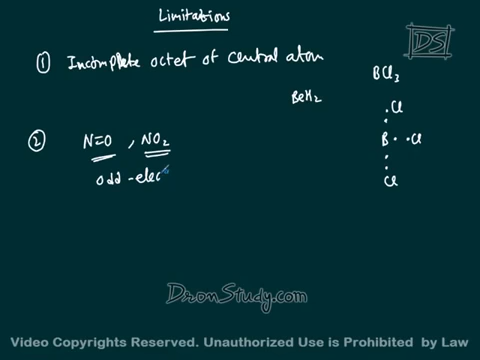 Limitations
DS
① Incomplete octet of central atom
BCl₃
BeH₂
.Cl
② N=O , NO₂
B· ·Cl
Cl
odd-elec
DronStudy.com
Video Copyrights Reserved. Unauthorized Use is Prohibited by Law